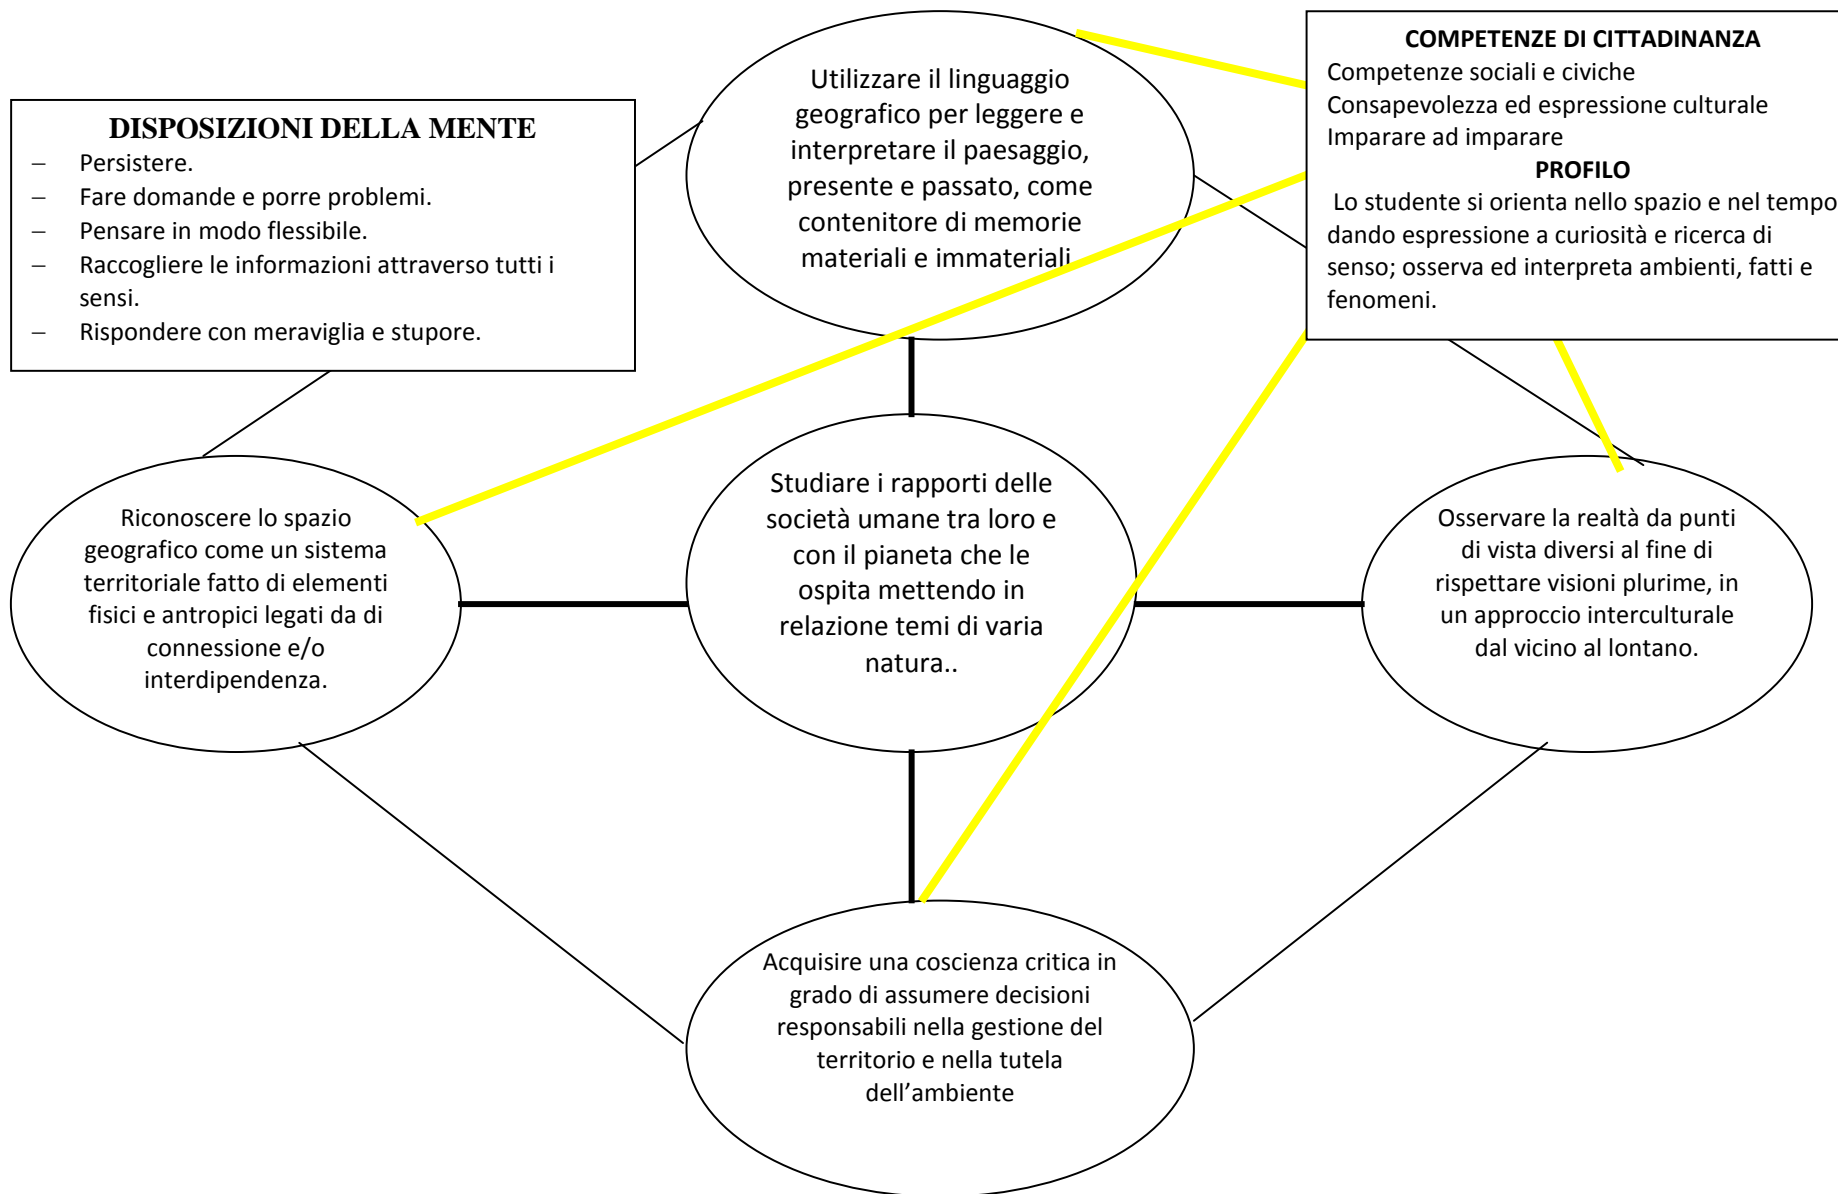 DISPOSIZIONI DELLA MENTE
– Persistere.
– Fare domande e porre problemi.
– Pensare in modo flessibile.
– Raccogliere le informazioni attraverso tutti i
sensi.
– Rispondere con meraviglia e stupore.
Utilizzare il linguaggio
geografico per leggere e
interpretare il paesaggio,
presente e passato, come
contenitore di memorie
materiali e immateriali
COMPETENZE DI CITTADINANZA
Competenze sociali e civiche
Consapevolezza ed espressione culturale
Imparare ad imparare
PROFILO
Lo studente si orienta nello spazio e nel tempo
dando espressione a curiosità e ricerca di
senso; osserva ed interpreta ambienti, fatti e
fenomeni.
Riconoscere lo spazio
geografico come un sistema
territoriale fatto di elementi
fisici e antropici legati da di
connessione e/o
interdipendenza.
Studiare i rapporti delle
società umane tra loro e
con il pianeta che le
ospita mettendo in
relazione temi di varia
natura..
Osservare la realtà da punti
di vista diversi al fine di
rispettare visioni plurime, in
un approccio interculturale
dal vicino al lontano.
Acquisire una coscienza critica in
grado di assumere decisioni
responsabili nella gestione del
territorio e nella tutela
dell’ambiente